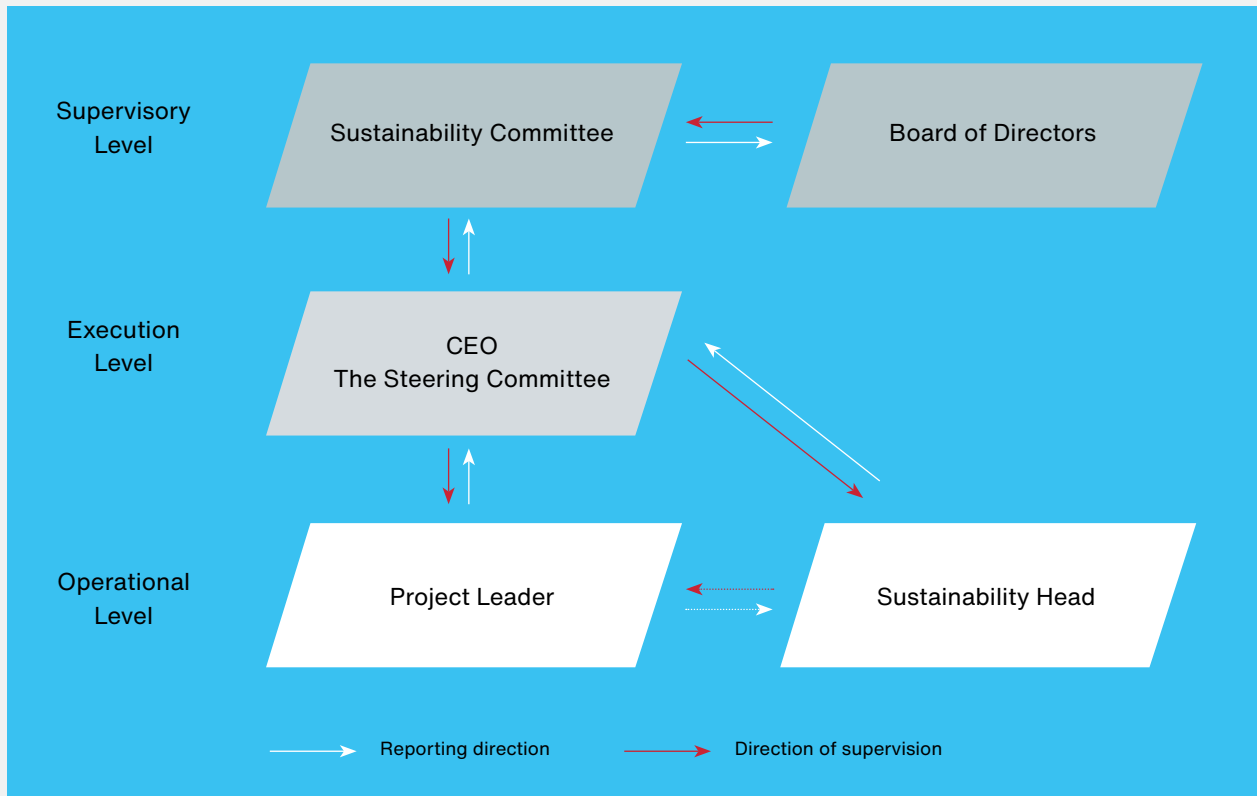 Supervisory
Level
Sustainability Committee
Board of Directors
Execution
Level
CEO
The Steering Committee
Operational
Level
Project Leader
Sustainability Head
Reporting direction
Direction of supervision